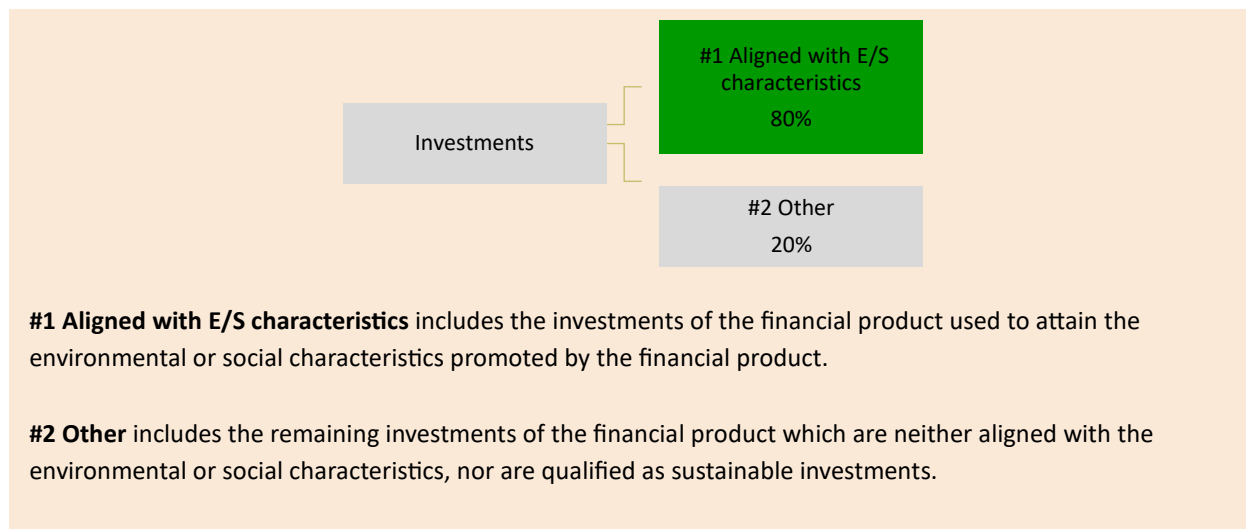 #1 Aligned with E/S
characteristics
80%
Investments
#2 Other
20%
#1 Aligned with E/S characteristics includes the investments of the financial product used to attain the
environmental or social characteristics promoted by the financial product.
#2 Other includes the remaining investments of the financial product which are neither aligned with the
environmental or social characteristics, nor are qualified as sustainable investments.